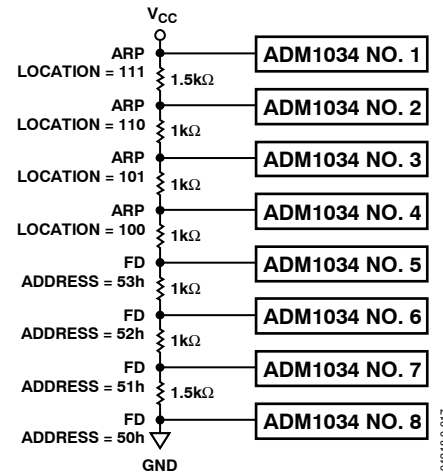 VCC
ARP
LOCATION = 111
ADM1034 NO. 1
1.5kΩ
ARP
LOCATION = 110
ADM1034 NO. 2
1kΩ
ARP
LOCATION = 101
ADM1034 NO. 3
1kΩ
ARP
LOCATION = 100
ADM1034 NO. 4
1kΩ
FD
ADDRESS = 53h
ADM1034 NO. 5
1kΩ
FD
ADDRESS = 52h
ADM1034 NO. 6
1kΩ
FD
ADDRESS = 51h
ADM1034 NO. 7
1.5kΩ
FD
ADDRESS = 50h
ADM1034 NO. 8
GND